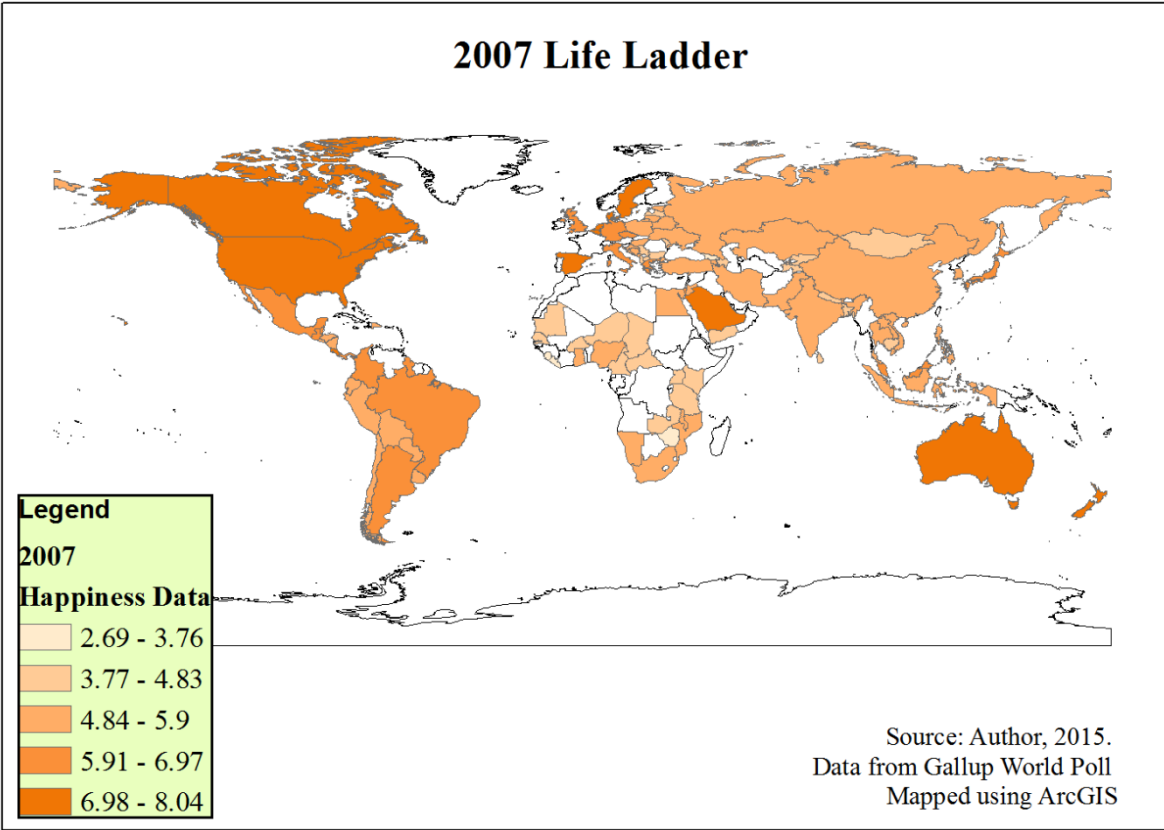 2007 Life Ladder
Legend
2007
Happiness Data
2.69 - 3.76
3.77 - 4.83
4.84 - 5.9
5.91 - 6.97
6.98 - 8.04
Source: Author, 2015.
Data from Gallup World Poll
Mapped using ArcGIS